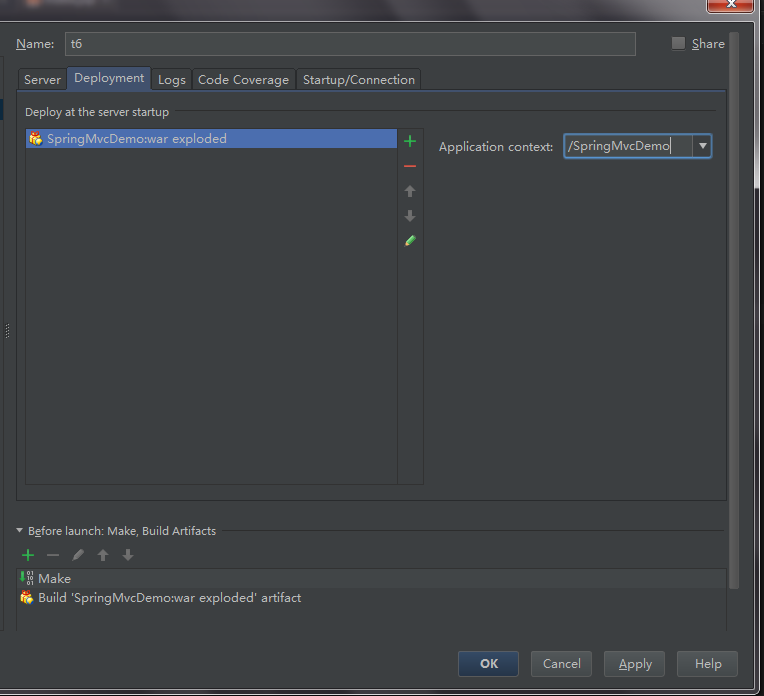 Name: t6 Share
Server Deployment Logs Code Coverage Startup/Connection
Deploy at the server startup
SpringMvcDemo:war exploded
Application context: /SpringMvcDemo
Before launch: Make, Build Artifacts
Make
Build 'SpringMvcDemo:war exploded' artifact
OK Cancel Apply Help